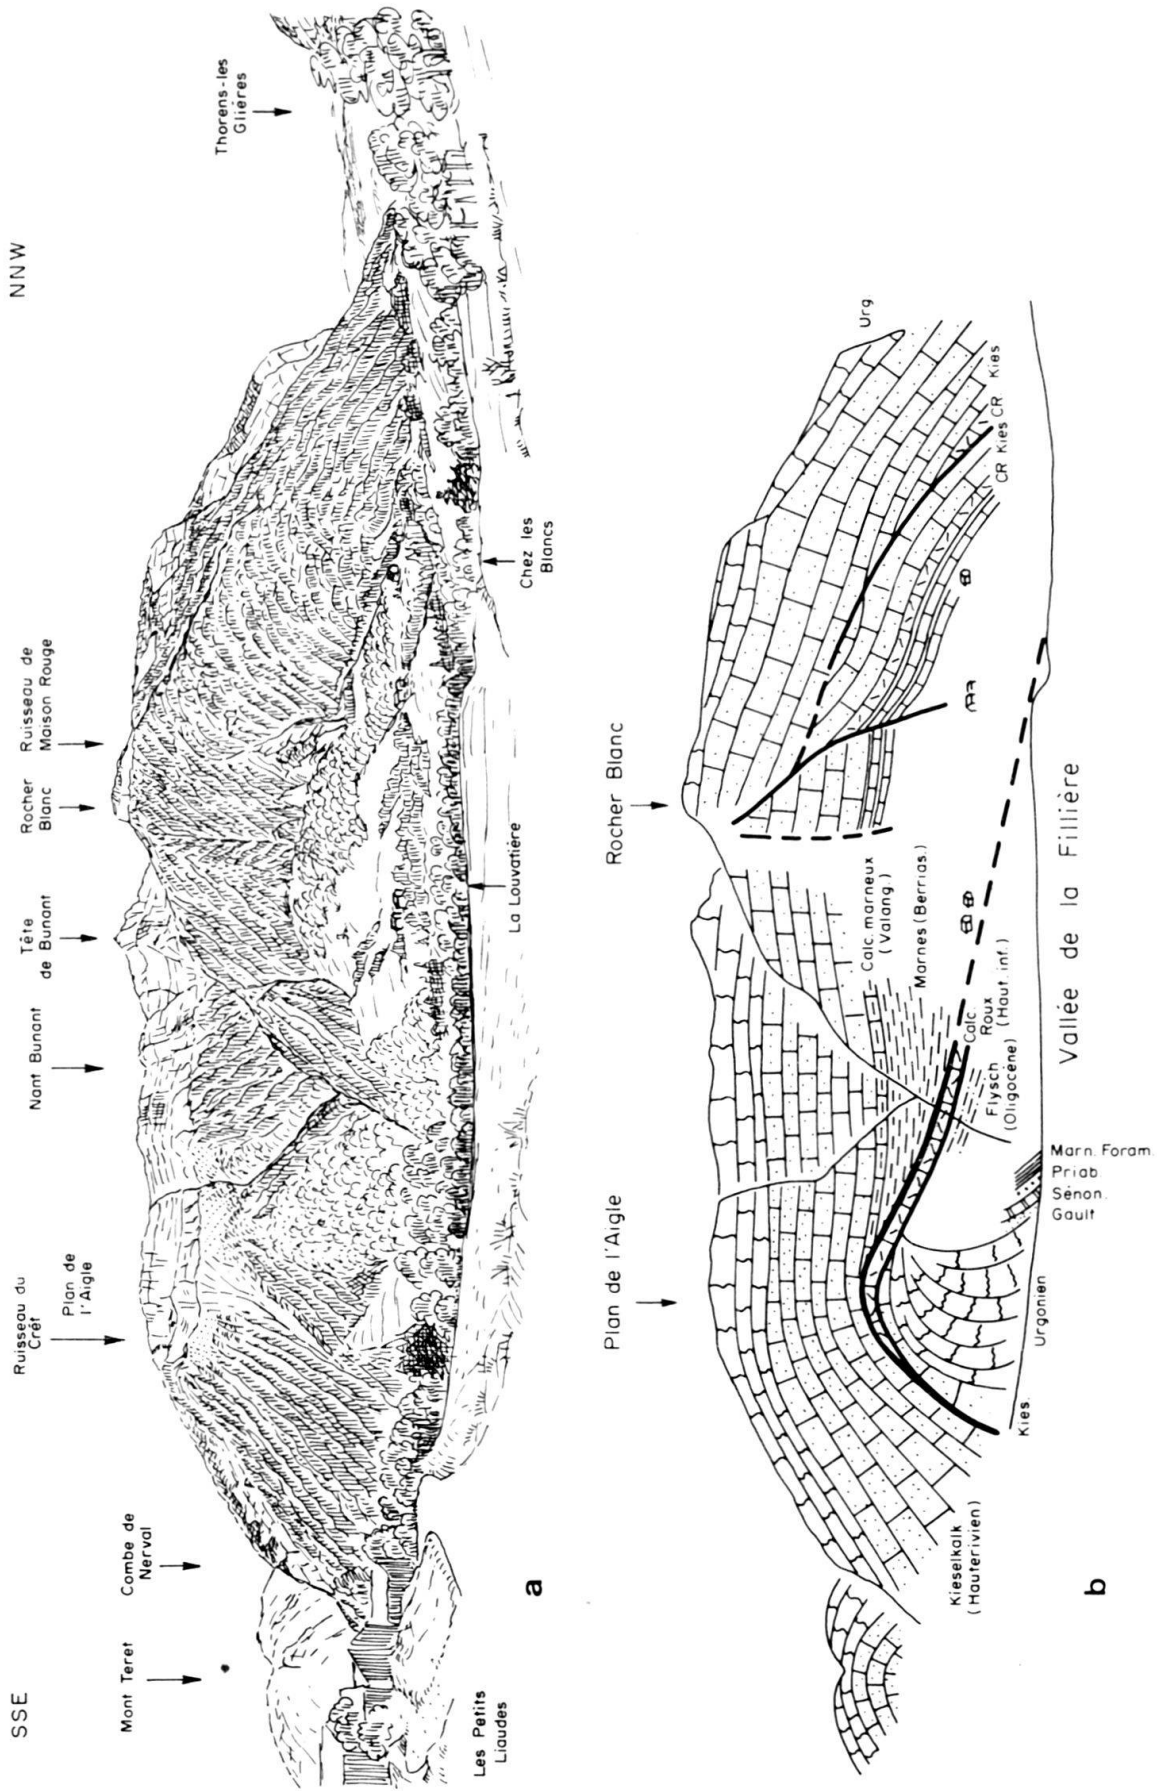 SSE
NNW
Mont Teret
Combe de
Nerval
Ruisseau du
Crêt
Plan de
l'Aigle
Nant Bunant
Tête
de Bunant
Rocher
Blanc
Ruisseau de
Maison Rouge
Thorens-les
Glières
Les Petits
Liaudes
La Louvatière
Chez les
Blancs
a
Plan de l'Aigle
Rocher Blanc
Urg.
Kieselkalk
(Hauterivien)
Kies.
Urgonien
Marn. Foram.
Priab.
Sénon.
Gault
Flysch
(Oligocène)
Calc.
Roux
(Haut. inf.)
Marnes (Berrias.)
Calc. marneux
(Valang.)
CR Kies CR Kies
Vallée de la Fillière
b